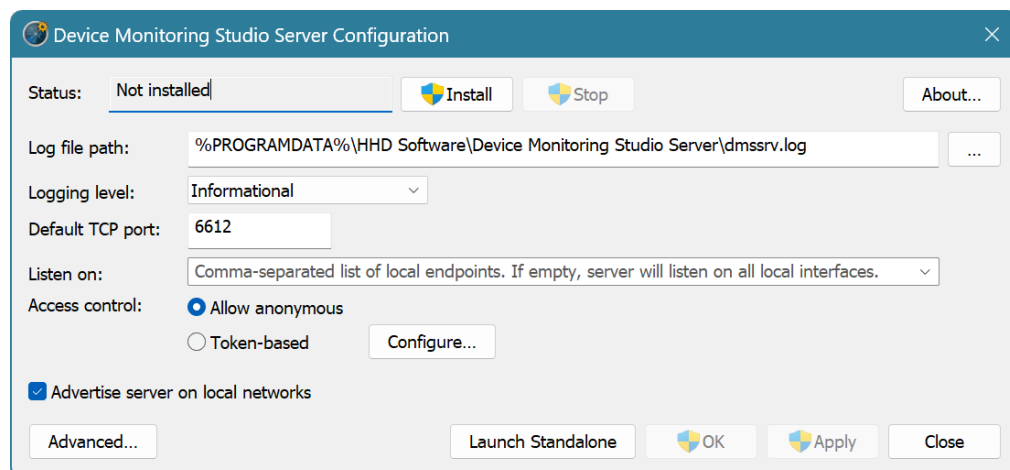 Device Monitoring Studio Server Configuration
Status: Not installed Install Stop About...
Log file path: %PROGRAMDATA%\HHD Software\Device Monitoring Studio Server\dmssrv.log ...
Logging level: Informational
Default TCP port: 6612
Listen on: Comma-separated list of local endpoints. If empty, server will listen on all local interfaces.
Access control: Allow anonymous
Token-based Configure...
Advertise server on local networks
Advanced... Launch Standalone OK Apply Close